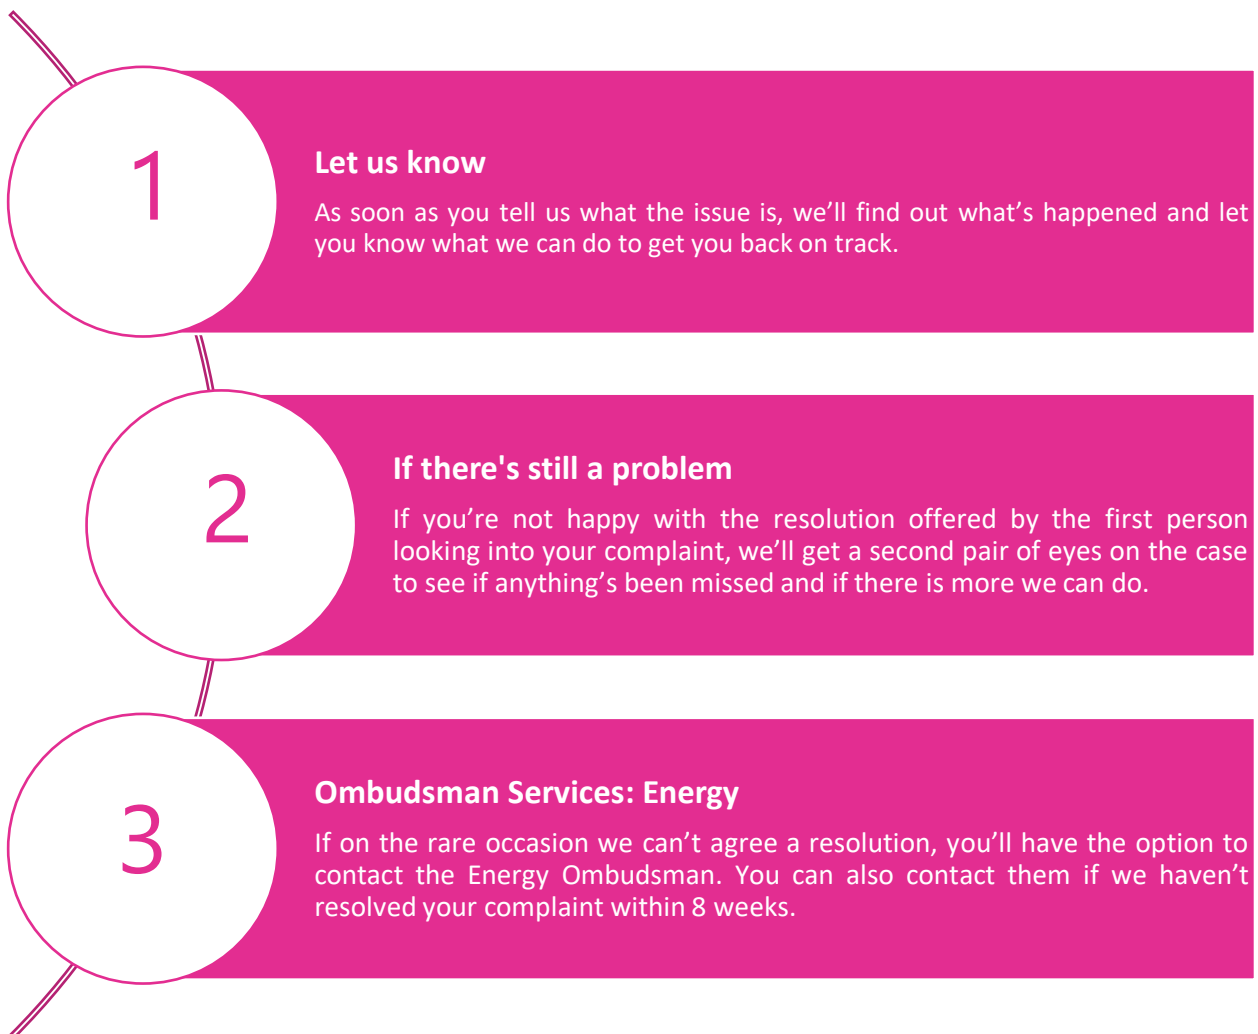 1
Let us know
As soon as you tell us what the issue is, we’ll find out what’s happened and let
you know what we can do to get you back on track.
2
If there's still a problem
If you’re not happy with the resolution offered by the first person
looking into your complaint, we’ll get a second pair of eyes on the case
to see if anything’s been missed and if there is more we can do.
3
Ombudsman Services: Energy
If on the rare occasion we can’t agree a resolution, you’ll have the option to
contact the Energy Ombudsman. You can also contact them if we haven’t
resolved your complaint within 8 weeks.